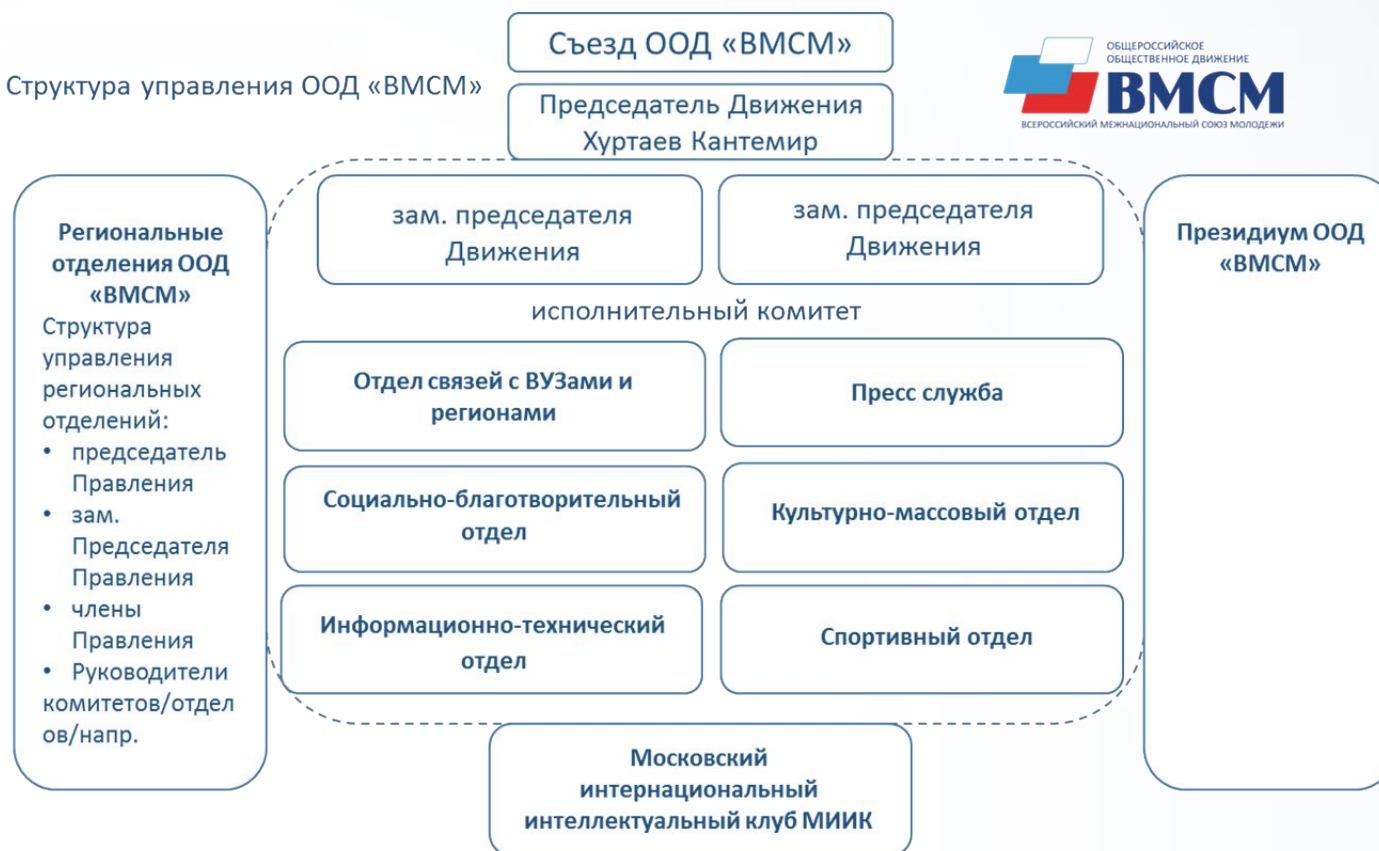 Структура управления ООД «ВМСМ»
Съезд ООД «ВМСМ»
Председатель Движения
Хуртаев Кантемир
ОБЩЕРОССИЙСКОЕ
ОБЩЕСТВЕННОЕ ДВИЖЕНИЕ
ВМСМ
ВСЕРОССИЙСКИЙ МЕЖНАЦИОНАЛЬНЫЙ СОЮЗ МОЛОДЕЖИ
Региональные
отделения ООД
«ВМСМ»
Структура
управления
региональных
отделений:
• председатель
Правления
• зам.
Председателя
Правления
• члены
Правления
• Руководители
комитетов/отдел
ов/напр.
зам. председателя
Движения
зам. председателя
Движения
исполнительный комитет
Отдел связей с ВУЗами и
регионами
Пресс служба
Социально-благотворительный
отдел
Культурно-массовый отдел
Информационно-технический
отдел
Спортивный отдел
Московский
интернациональный
интеллектуальный клуб МИИК
Президиум ООД
«ВМСМ»